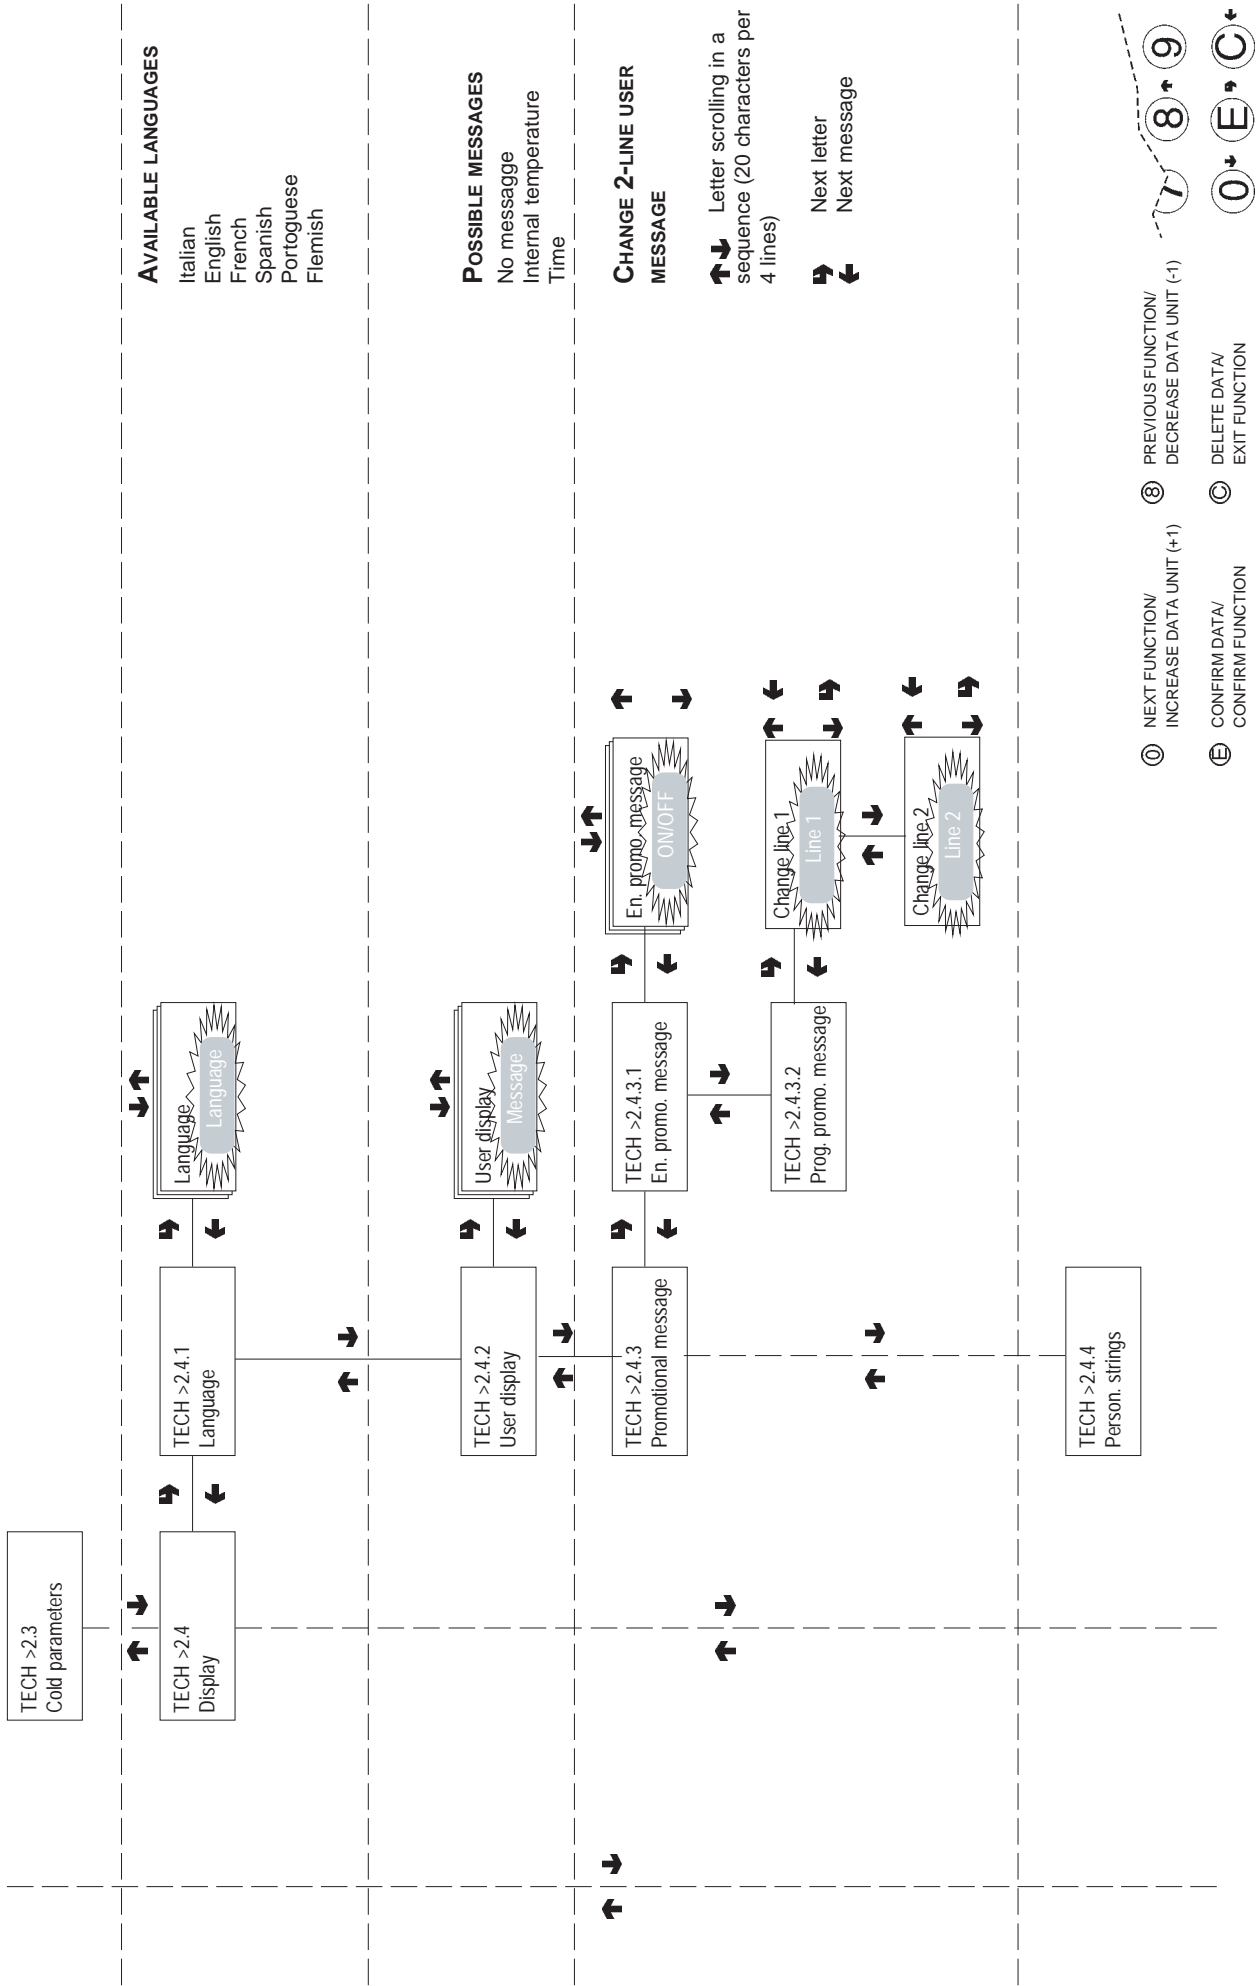 TECH >2.3
Cold parameters
TECH >2.4
Display
TECH >2.4.1
Language
Language
Language
AVAILABLE LANGUAGES
Italian
English
French
Spanish
Portoguese
Flemish
TECH >2.4.2
User display
User display
Message
POSSIBLE MESSAGES
No messagge
Internal temperature
Time
TECH >2.4.3
Promotional message
TECH >2.4.3.1
En. promo. message
En. promo. message
ON/OFF
TECH >2.4.3.2
Prog. promo. message
Change line 1
Line 1
Change line 2
Line 2
CHANGE 2-LINE USER
MESSAGE
Letter scrolling in a
sequence (20 characters per
4 lines)
Next letter
Next message
TECH >2.4.4
Person. strings
0 NEXT FUNCTION/
INCREASE DATA UNIT (+1)
8 PREVIOUS FUNCTION/
DECREASE DATA UNIT (-1)
E CONFIRM DATA/
CONFIRM FUNCTION
C DELETE DATA/
EXIT FUNCTION
7 8 9
0 E C